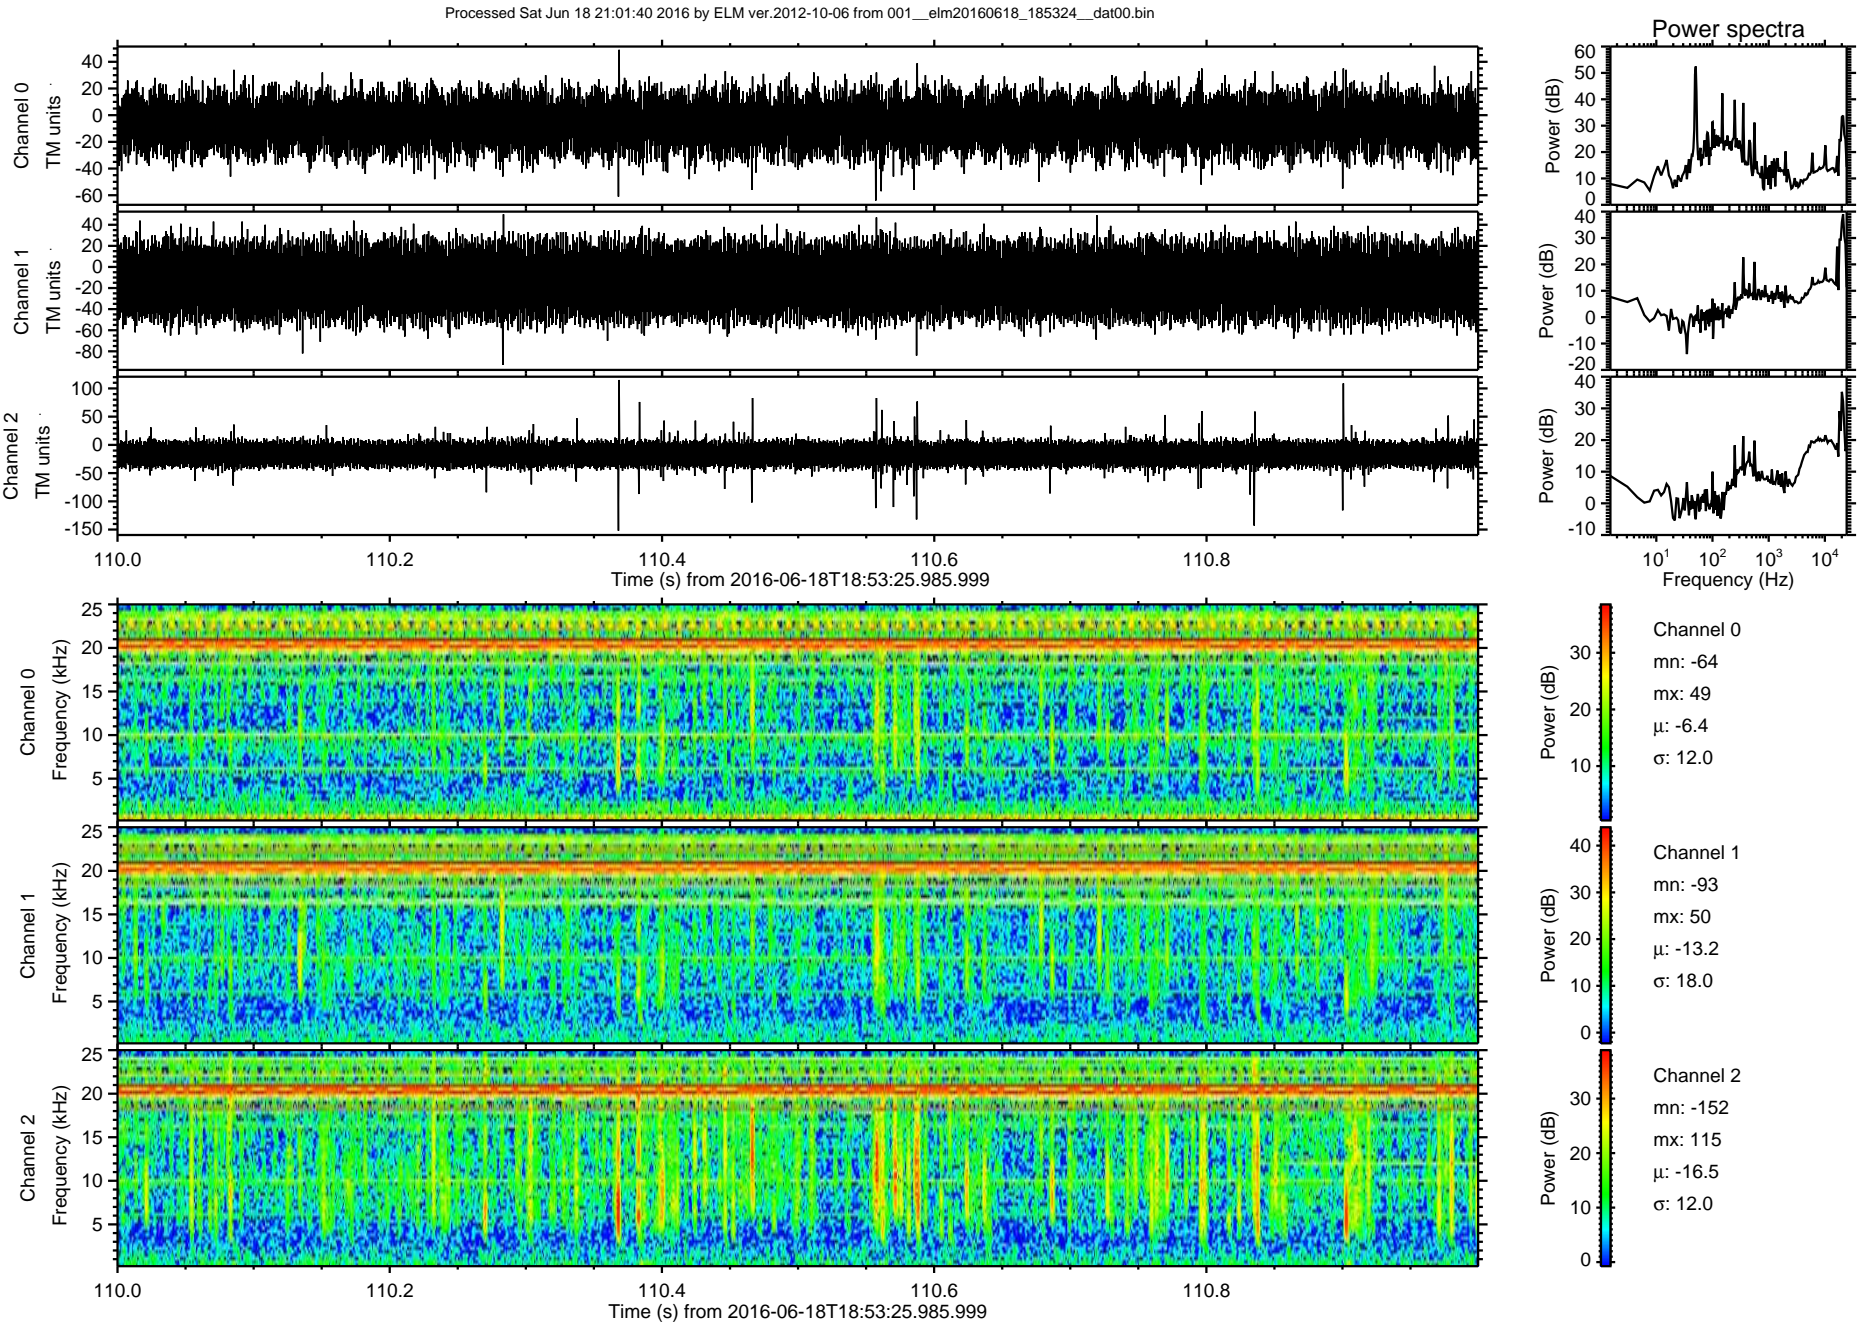 Processed Sat Jun 18 21:01:40 2016 by ELM ver.2012-10-06 from 001__elm20160618_185324__dat00.bin
Power spectra
Channel 0
TM units
40
20
0
-20
-40
-60
Power (dB)
60
50
40
30
20
10
0
Channel 1
TM units
40
20
0
-20
-40
-60
-80
Power (dB)
40
30
20
10
0
-10
-20
Channel 2
TM units
100
50
0
-50
-100
-150
Power (dB)
40
30
20
10
0
-10
110.0 110.2 110.4 110.6 110.8
Time (s) from 2016-06-18T18:53:25.985.999
10¹ 10² 10³ 10⁴
Frequency (Hz)
Channel 0
Frequency (kHz)
25
20
15
10
5
Power (dB)
30
20
10
Channel 0
mn: -64
mx: 49
μ: -6.4
σ: 12.0
Channel 1
Frequency (kHz)
25
20
15
10
5
Power (dB)
40
30
20
10
0
Channel 1
mn: -93
mx: 50
μ: -13.2
σ: 18.0
Channel 2
Frequency (kHz)
25
20
15
10
5
Power (dB)
30
20
10
0
Channel 2
mn: -152
mx: 115
μ: -16.5
σ: 12.0
110.0 110.2 110.4 110.6 110.8
Time (s) from 2016-06-18T18:53:25.985.999